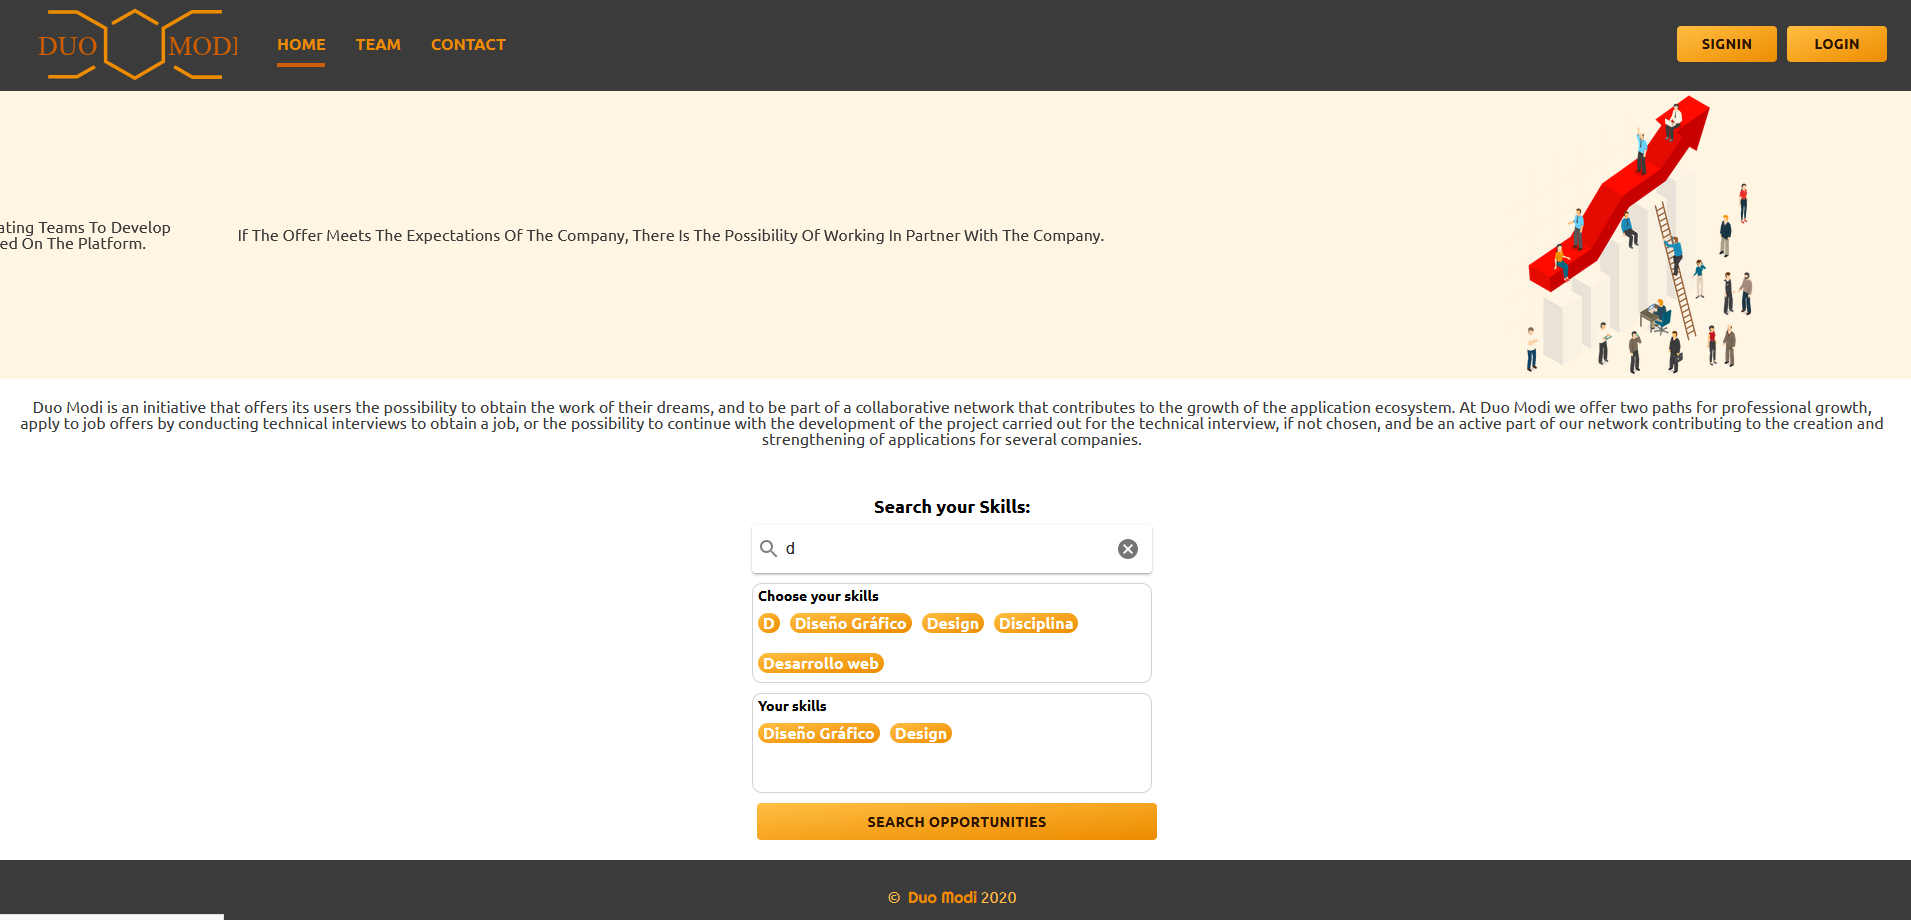 DUO MODI
HOME TEAM CONTACT
SIGNIN LOGIN
ating Teams To Develop
ed On The Platform.
If The Offer Meets The Expectations Of The Company, There Is The Possibility Of Working In Partner With The Company.
Duo Modi is an initiative that offers its users the possibility to obtain the work of their dreams, and to be part of a collaborative network that contributes to the growth of the application ecosystem. At Duo Modi we offer two paths for professional growth,
apply to job offers by conducting technical interviews to obtain a job, or the possibility to continue with the development of the project carried out for the technical interview, if not chosen, and be an active part of our network contributing to the creation and
strengthening of applications for several companies.
Search your Skills:
d
Choose your skills
D Diseño Gráfico Design Disciplina
Desarrollo web
Your skills
Diseño Gráfico Design
SEARCH OPPORTUNITIES
© Duo Modi 2020